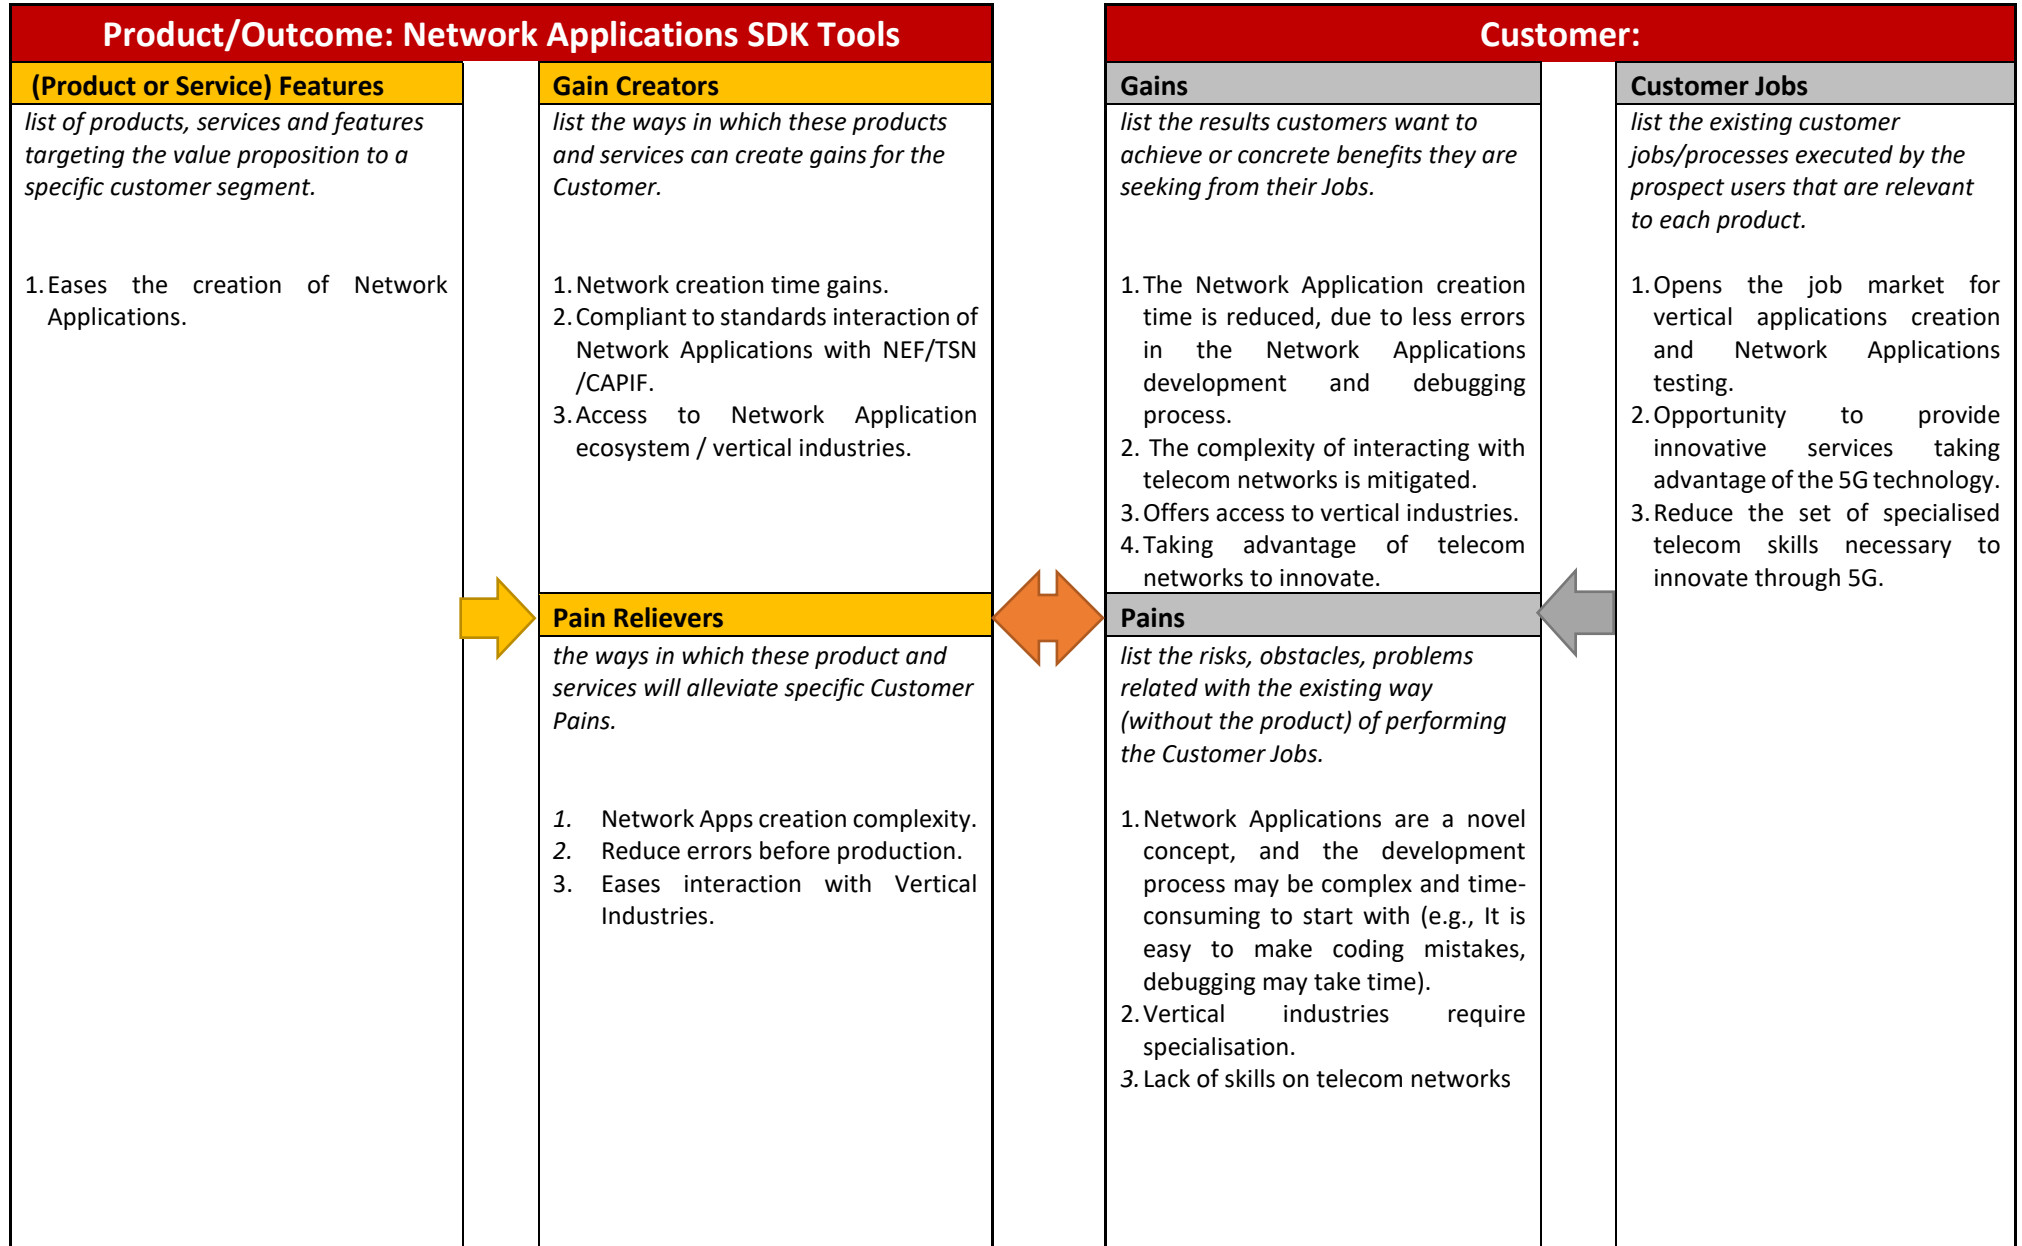 Product/Outcome: Network Applications SDK Tools
(Product or Service) Features
list of products, services and features
targeting the value proposition to a
specific customer segment.
1. Eases the creation of Network
Applications.
Gain Creators
list the ways in which these products
and services can create gains for the
Customer.
1. Network creation time gains.
2. Compliant to standards interaction of
Network Applications with NEF/TSN
/CAPIF.
3. Access to Network Application
ecosystem / vertical industries.
Pain Relievers
the ways in which these product and
services will alleviate specific Customer
Pains.
1. Network Apps creation complexity.
2. Reduce errors before production.
3. Eases interaction with Vertical
Industries.
Customer:
Gains
list the results customers want to
achieve or concrete benefits they are
seeking from their Jobs.
1. The Network Application creation
time is reduced, due to less errors
in the Network Applications
development and debugging
process.
2. The complexity of interacting with
telecom networks is mitigated.
3. Offers access to vertical industries.
4. Taking advantage of telecom
networks to innovate.
Pains
list the risks, obstacles, problems
related with the existing way
(without the product) of performing
the Customer Jobs.
1. Network Applications are a novel
concept, and the development
process may be complex and time-
consuming to start with (e.g., It is
easy to make coding mistakes,
debugging may take time).
2. Vertical industries require
specialisation.
3. Lack of skills on telecom networks
Customer Jobs
list the existing customer
jobs/processes executed by the
prospect users that are relevant
to each product.
1. Opens the job market for
vertical applications creation
and Network Applications
testing.
2. Opportunity to provide
innovative services taking
advantage of the 5G technology.
3. Reduce the set of specialised
telecom skills necessary to
innovate through 5G.